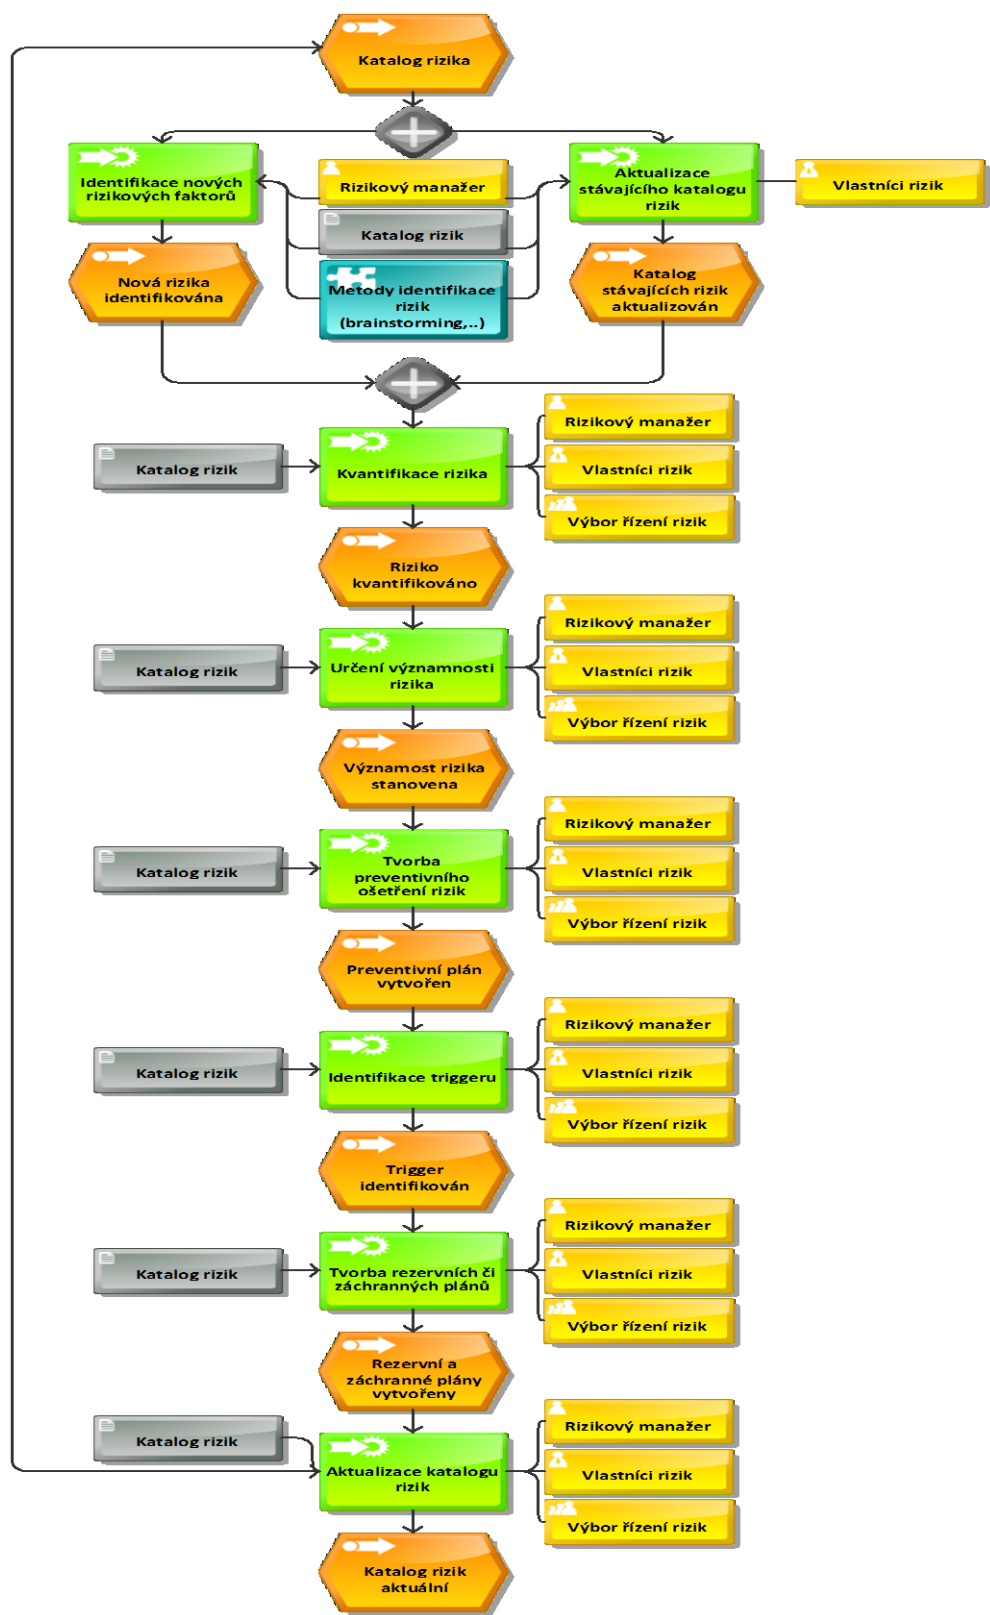 Katalog rizika
Identifikace nových
rizikových faktorů
Rizikový manažer
Katalog rizik
Metody identifikace
rizik
(brainstorming,..)
Aktualizace
stávajícího katalogu
rizik
Vlastníci rizik
Nová rizika
identifikována
Katalog
stávajících rizik
aktualizován
Katalog rizik
Kvantifikace rizika
Rizikový manažer
Vlastníci rizik
Výbor řízení rizik
Riziko
kvantifikováno
Katalog rizik
Určení významnosti
rizika
Rizikový manažer
Vlastníci rizik
Výbor řízení rizik
Významost rizika
stanovena
Katalog rizik
Tvorba
preventivního
ošetření rizik
Rizikový manažer
Vlastníci rizik
Výbor řízení rizik
Preventivní plán
vytvořen
Katalog rizik
Identifikace triggeru
Rizikový manažer
Vlastníci rizik
Výbor řízení rizik
Trigger
identifikován
Katalog rizik
Tvorba rezervních či
záchranných plánů
Rizikový manažer
Vlastníci rizik
Výbor řízení rizik
Rezervní a
záchranné plány
vytvořeny
Katalog rizik
Aktualizace katalogu
rizik
Rizikový manažer
Vlastníci rizik
Výbor řízení rizik
Katalog rizik
aktuální